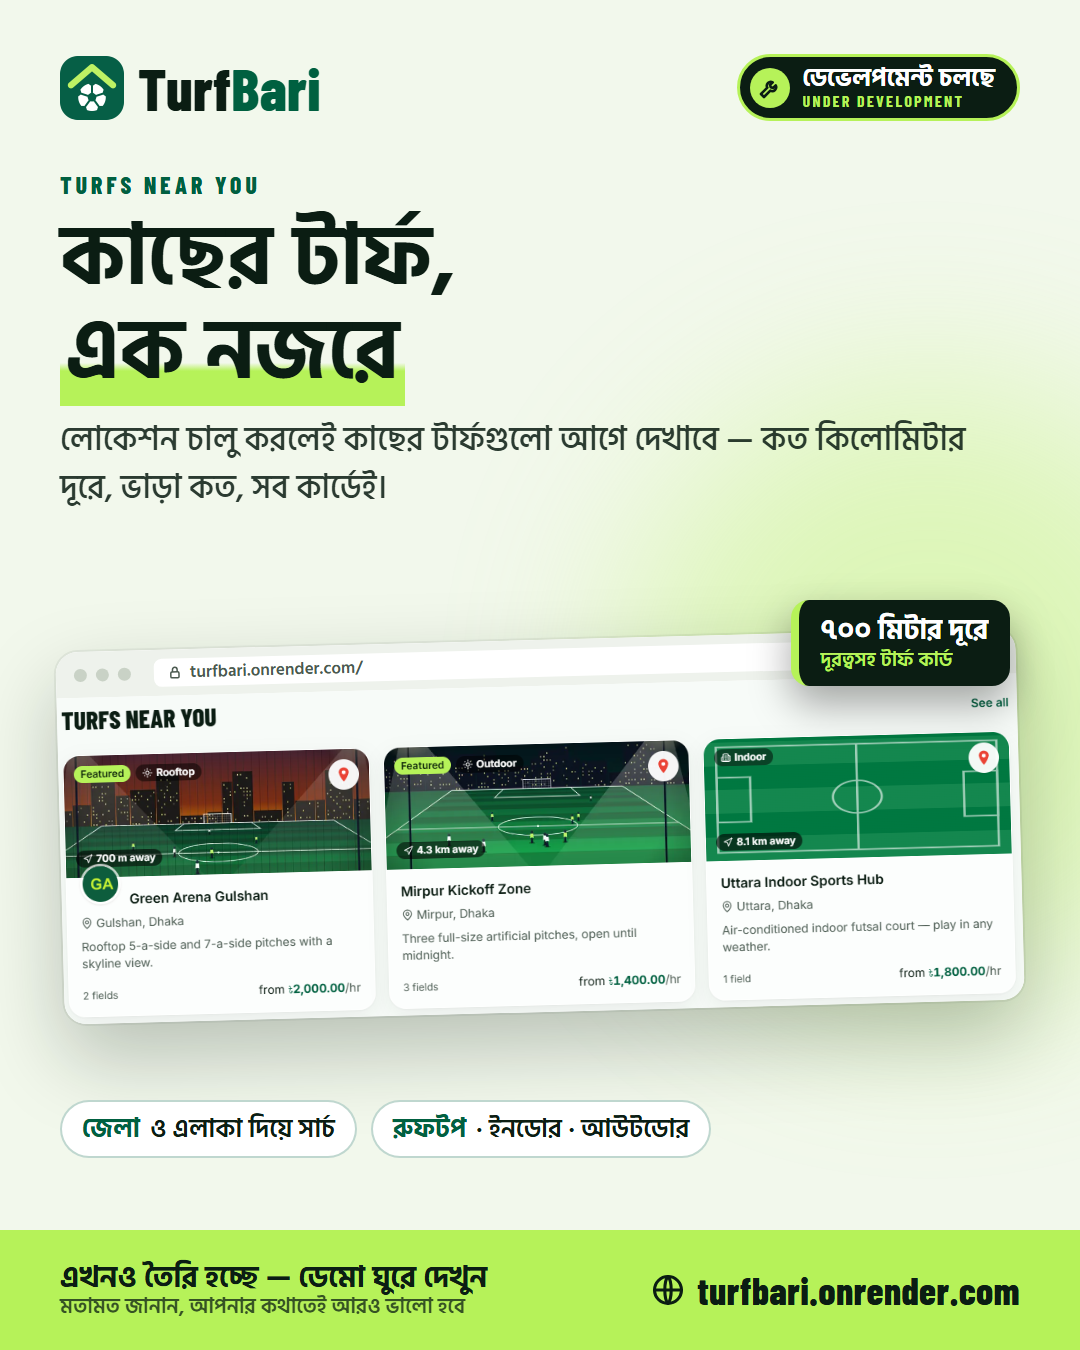 TurfBari
ডেভেলপমেন্ট চলছে
UNDER DEVELOPMENT
TURFS NEAR YOU
কাছের টার্ফ,
এক নজরে
লোকেশন চালু করলেই কাছের টার্ফগুলো আগে দেখাবে — কত কিলোমিটার
দূরে, ভাড়া কত, সব কার্ডেই।
৭০০ মিটার দূরে
দূরত্বসহ টার্ফ কার্ড
turfbari.onrender.com/
TURFS NEAR YOU
See all
Featured
Rooftop
700 m away
GA
Green Arena Gulshan
Gulshan, Dhaka
Rooftop 5-a-side and 7-a-side pitches with a
skyline view.
2 fields
from ৳2,000.00/hr
Featured
Outdoor
4.3 km away
Mirpur Kickoff Zone
Mirpur, Dhaka
Three full-size artificial pitches, open until
midnight.
3 fields
from ৳1,400.00/hr
Indoor
8.1 km away
Uttara Indoor Sports Hub
Uttara, Dhaka
Air-conditioned indoor futsal court — play in any
weather.
1 field
from ৳1,800.00/hr
জেলা ও এলাকা দিয়ে সার্চ
রুফটপ · ইনডোর · আউটডোর
এখনও তৈরি হচ্ছে — ডেমো ঘুরে দেখুন
মতামত জানান, আপনার কথাতেই আরও ভালো হবে
turfbari.onrender.com